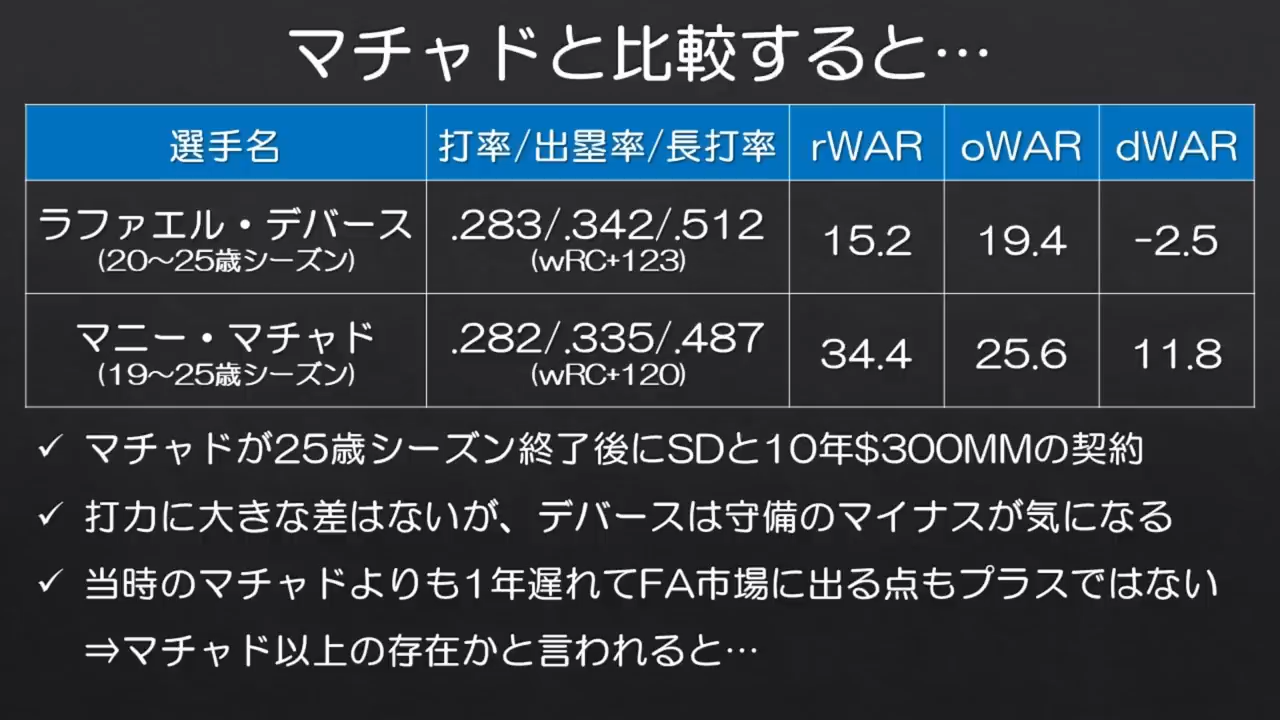 マチャドと比較すると…
選手名 打率/出塁率/長打率 rWAR oWAR dWAR
ラファエル・デバース .283/.342/.512 15.2 19.4 -2.5
(20～25歳シーズン) (wRC+123)
マニー・マチャド .282/.335/.487 34.4 25.6 11.8
(19～25歳シーズン) (wRC+120)
✓ マチャドが25歳シーズン終了後にSDと10年$300MMの契約
✓ 打力に大きな差はないが、デバースは守備のマイナスが気になる
✓ 当時のマチャドよりも1年遅れてFA市場に出る点もプラスではない
⇒マチャド以上の存在かと言われると…